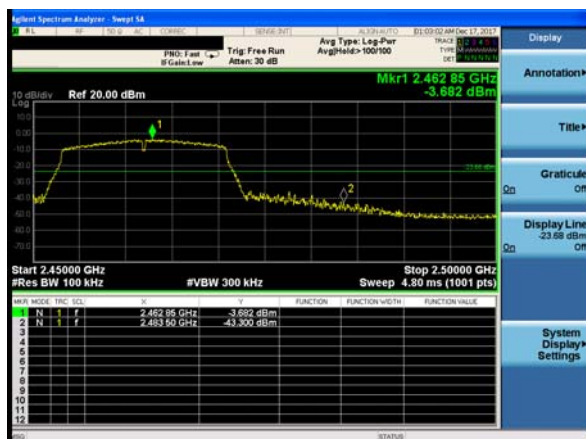 Agilent Spectrum Analyzer - Swept SA
RL RF 50 Ω AC CORREC SENSE:INT ALIGN AUTO 01:03:02 AM Dec 17, 2017
Display
PNO: Fast
IFGain:Low
Trig: Free Run
Atten: 30 dB
Avg Type: Log-Pwr
Avg|Hold:>100/100
TRACE 1 2 3 4 5 6
TYPE
DET P N N N N N
Mkr1 2.462 85 GHz
-3.682 dBm
10 dB/div Ref 20.00 dBm
Log
10.0
0.00
-10.0
-20.0
-30.0
-40.0
-50.0
-60.0
-70.0
1
2
-23.68 dBm
Start 2.45000 GHz Stop 2.50000 GHz
#Res BW 100 kHz #VBW 300 kHz Sweep 4.80 ms (1001 pts)
MKR MODE TRC SCL X Y FUNCTION FUNCTION WIDTH FUNCTION VALUE
1 N 1 f 2.462 85 GHz -3.682 dBm
2 N 1 f 2.483 50 GHz -43.300 dBm
3
4
5
6
7
8
9
10
11
12
MSG STATUS
Annotation
Title
Graticule
On Off
Display Line
-23.68 dBm
On Off
System
Display
Settings